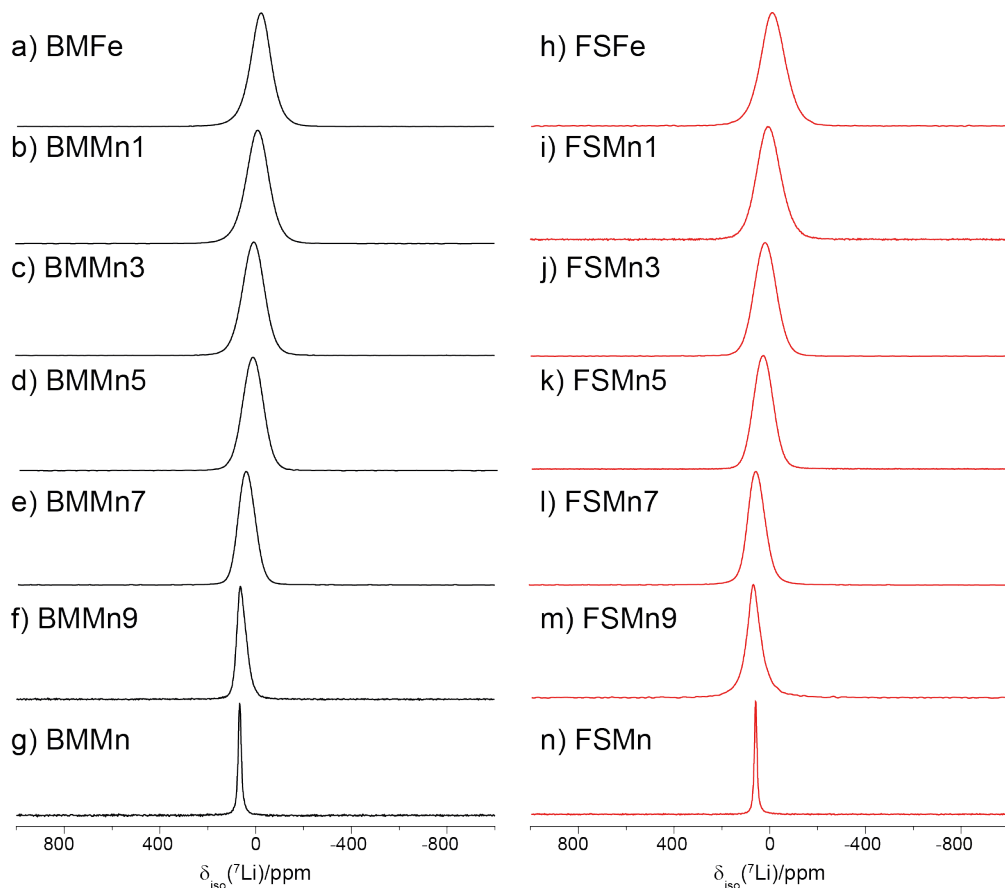 a) BMFe
b) BMMn1
c) BMMn3
d) BMMn5
e) BMMn7
f) BMMn9
g) BMMn
800 400 0 -400 -800
δiso(⁷Li)/ppm
h) FSFe
i) FSMn1
j) FSMn3
k) FSMn5
l) FSMn7
m) FSMn9
n) FSMn
800 400 0 -400 -800
δiso(⁷Li)/ppm